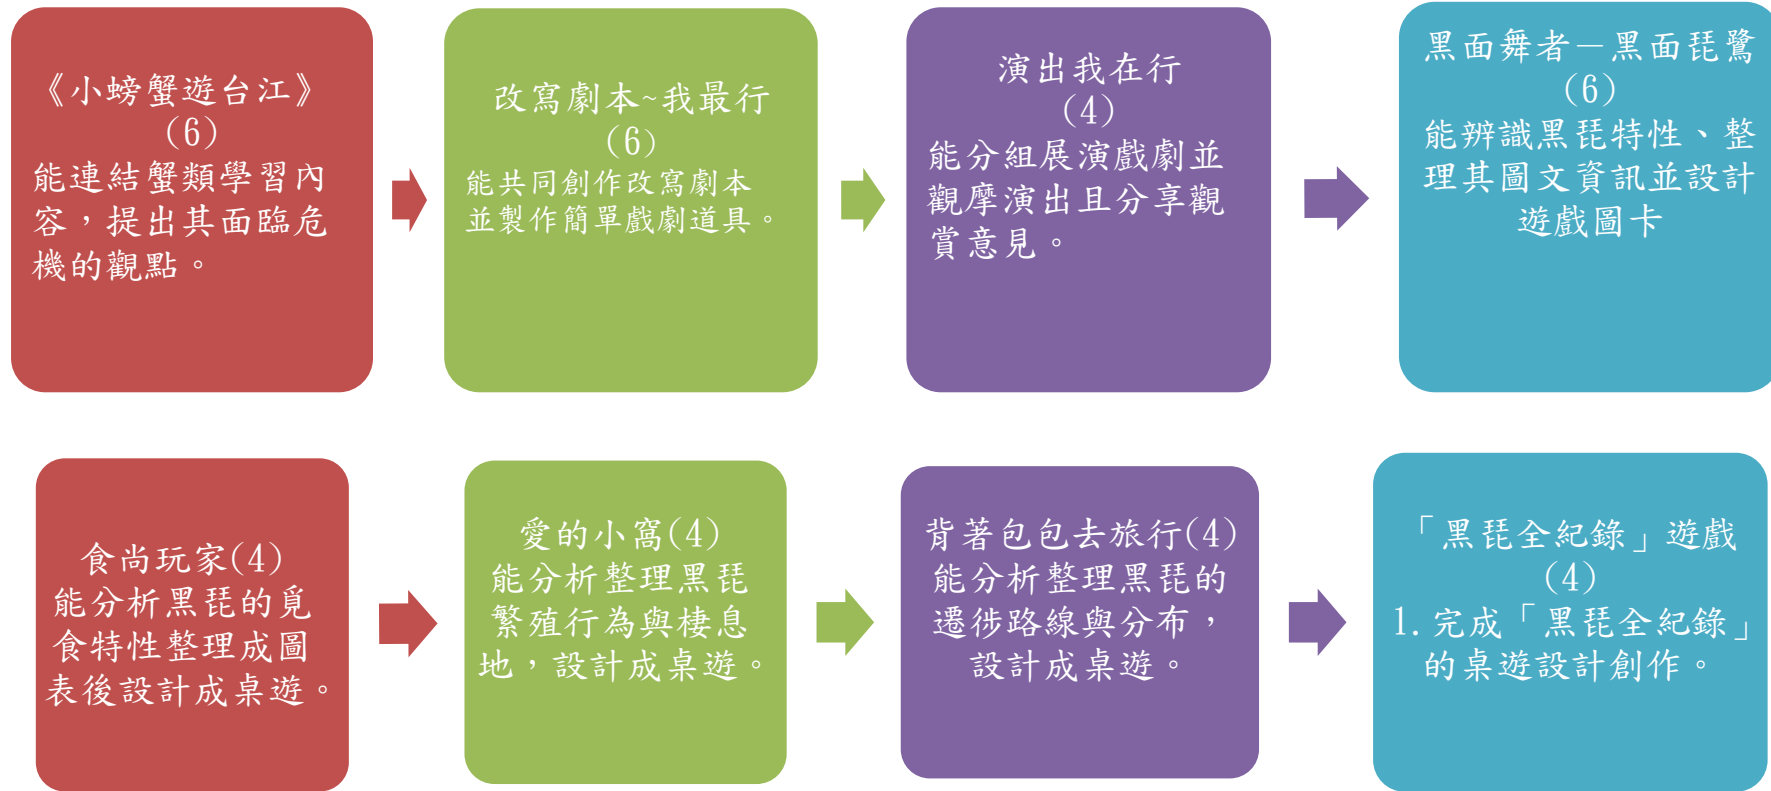 《小螃蟹遊台江》
(6)
能連結蟹類學習內
容，提出其面臨危
機的觀點。
改寫劇本~我最行
(6)
能共同創作改寫劇本
並製作簡單戲劇道具。
演出我在行
(4)
能分組展演戲劇並
觀摩演出且分享觀
賞意見。
黑面舞者－黑面琵鷺
(6)
能辨識黑琵特性、整
理其圖文資訊並設計
遊戲圖卡
食尚玩家(4)
能分析黑琵的覓
食特性整理成圖
表後設計成桌遊。
愛的小窩(4)
能分析整理黑琵
繁殖行為與棲息
地，設計成桌遊。
背著包包去旅行(4)
能分析整理黑琵的
遷徙路線與分布，
設計成桌遊。
「黑琵全紀錄」遊戲
(4)
1.完成「黑琵全紀錄」
的桌遊設計創作。